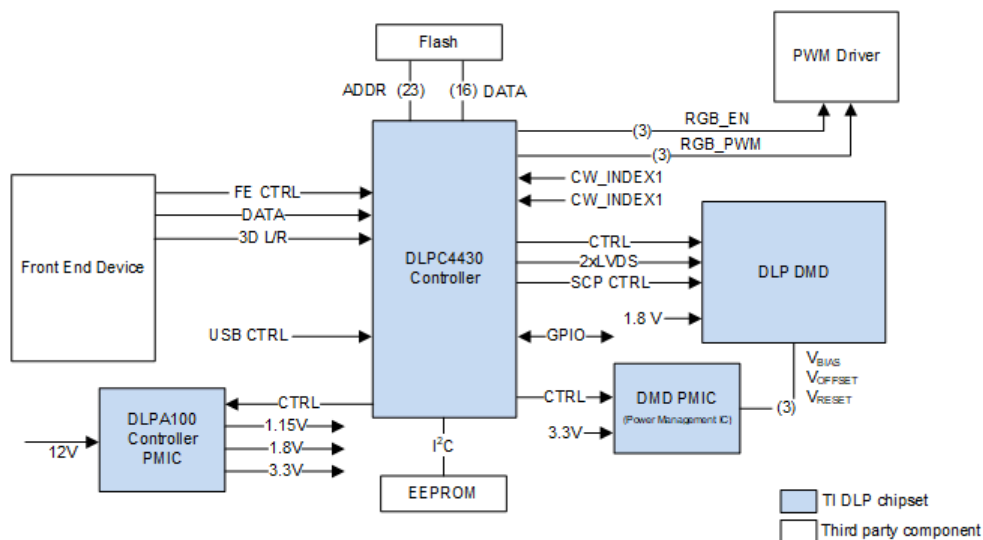 Flash
ADDR (23) (16) DATA
PWM Driver
RGB_EN
(3)
RGB_PWM
(3)
CW_INDEX1
CW_INDEX1
Front End Device
FE CTRL
DATA
3D L/R
DLPC4430
Controller
CTRL
2xLVDS
SCP CTRL
DLP DMD
1.8 V
USB CTRL
GPIO
V_BIAS
V_OFFSET
V_RESET
(3)
DMD PMIC
(Power Management IC)
CTRL
3.3V
DLPA100
Controller
PMIC
CTRL
12V
1.15V
1.8V
3.3V
I²C
EEPROM
TI DLP chipset
Third party component